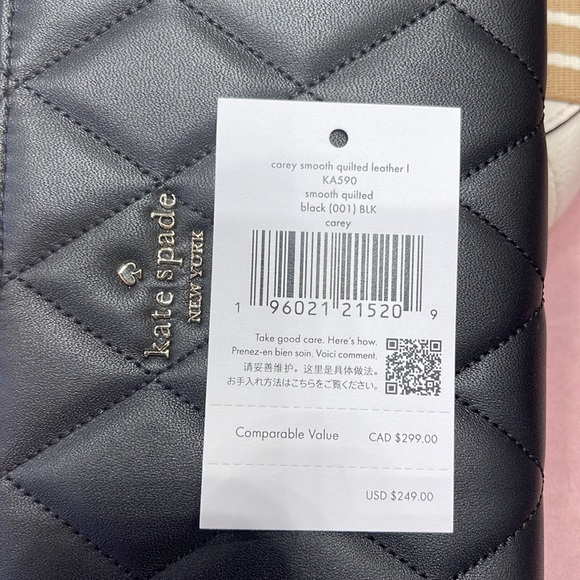 kate spade
NEW YORK
carey smooth quilted leather l
KA590
smooth quilted
black (001) BLK
carey
1 96021 21520 9
Take good care. Here's how.
Prenez-en bien soin. Voici comment.
请妥善维护。这里是具体做法。
お手入れ方法はこちらをご覧ください。
Comparable Value CAD $299.00
USD $249.00